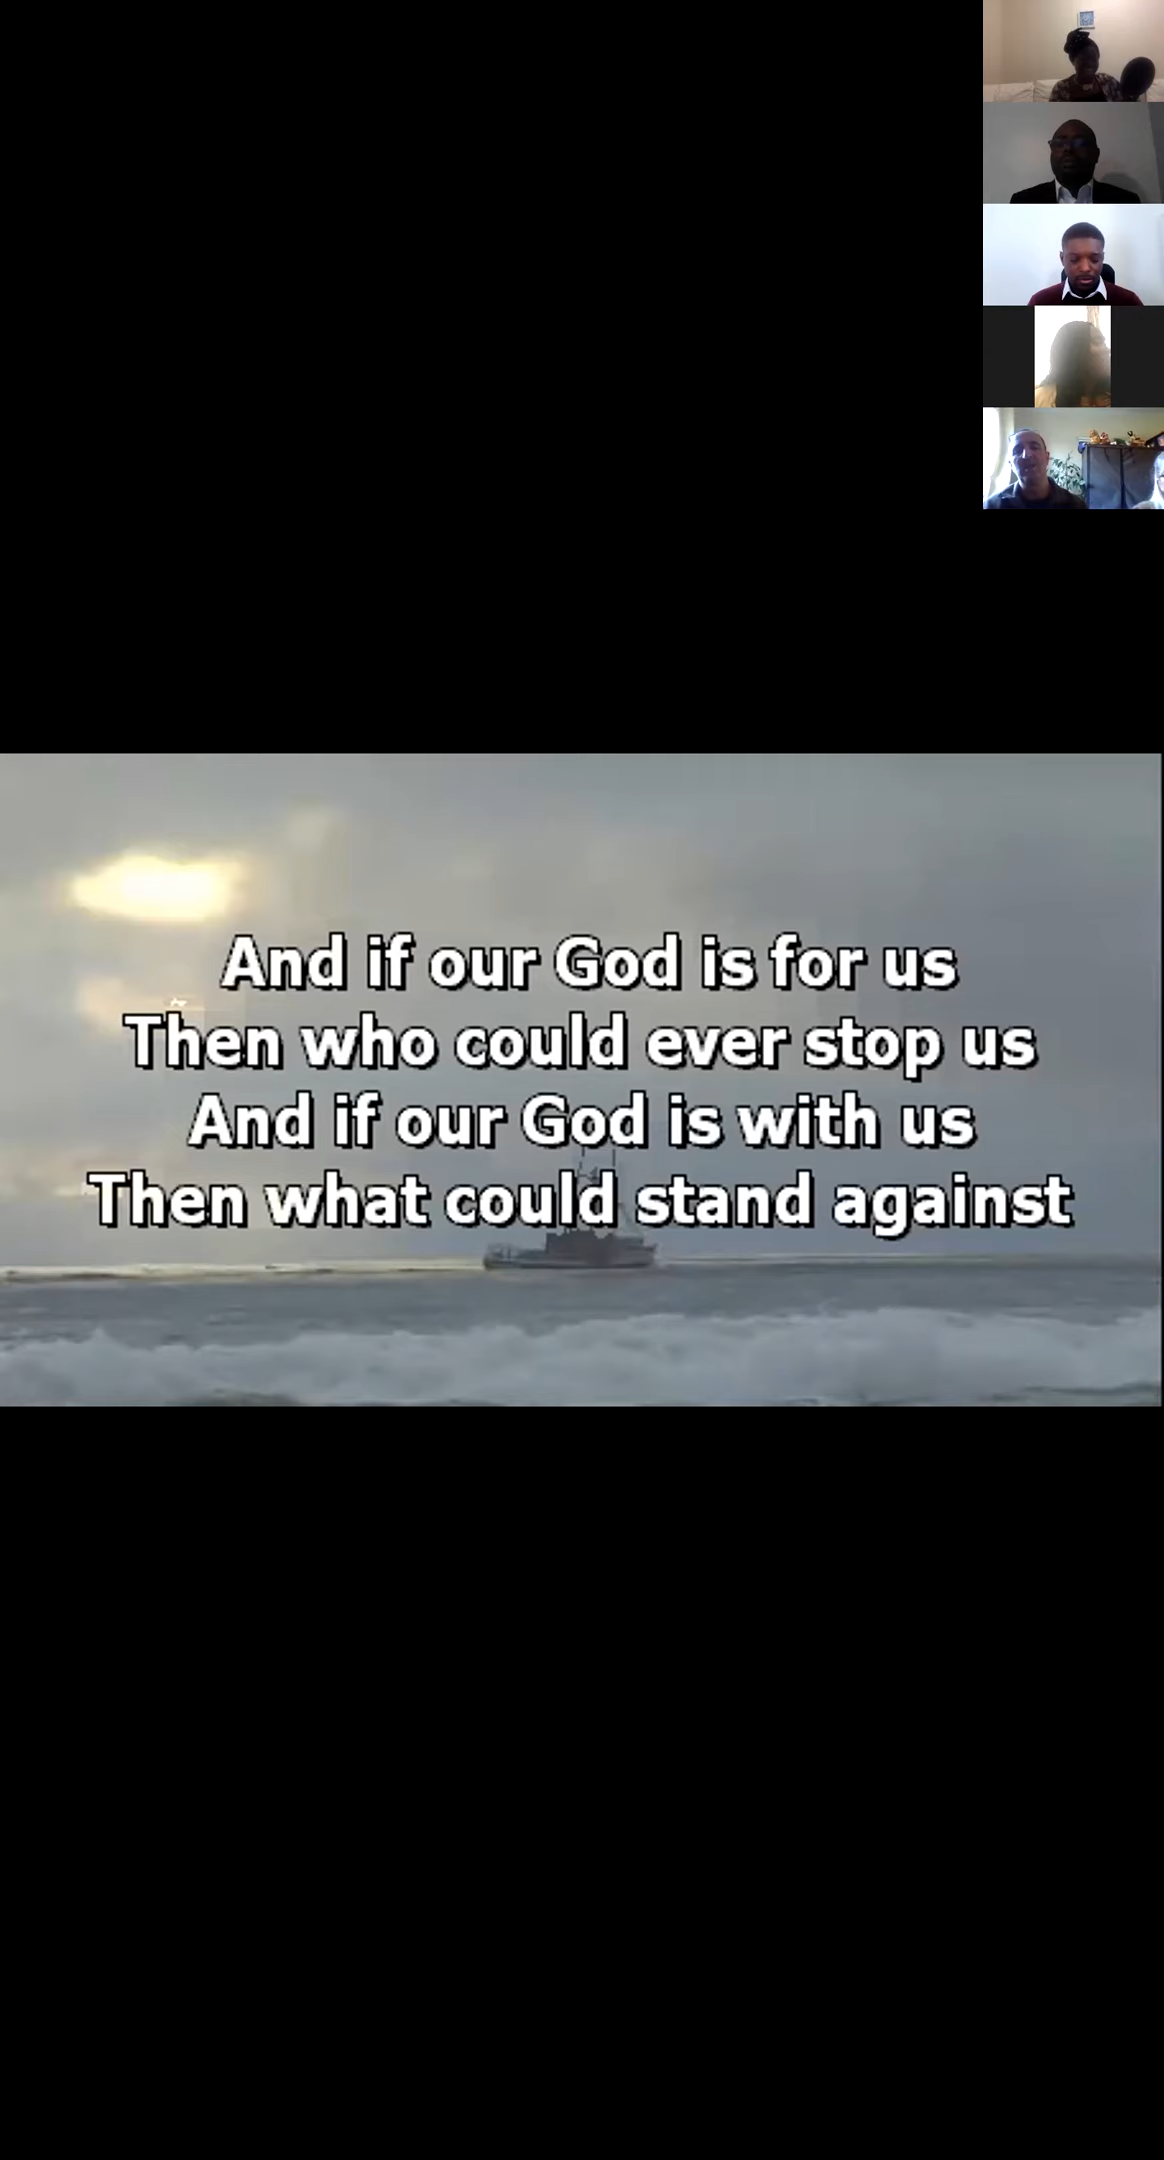 And if our God is for us
Then who could ever stop us
And if our God is with us
Then what could stand against